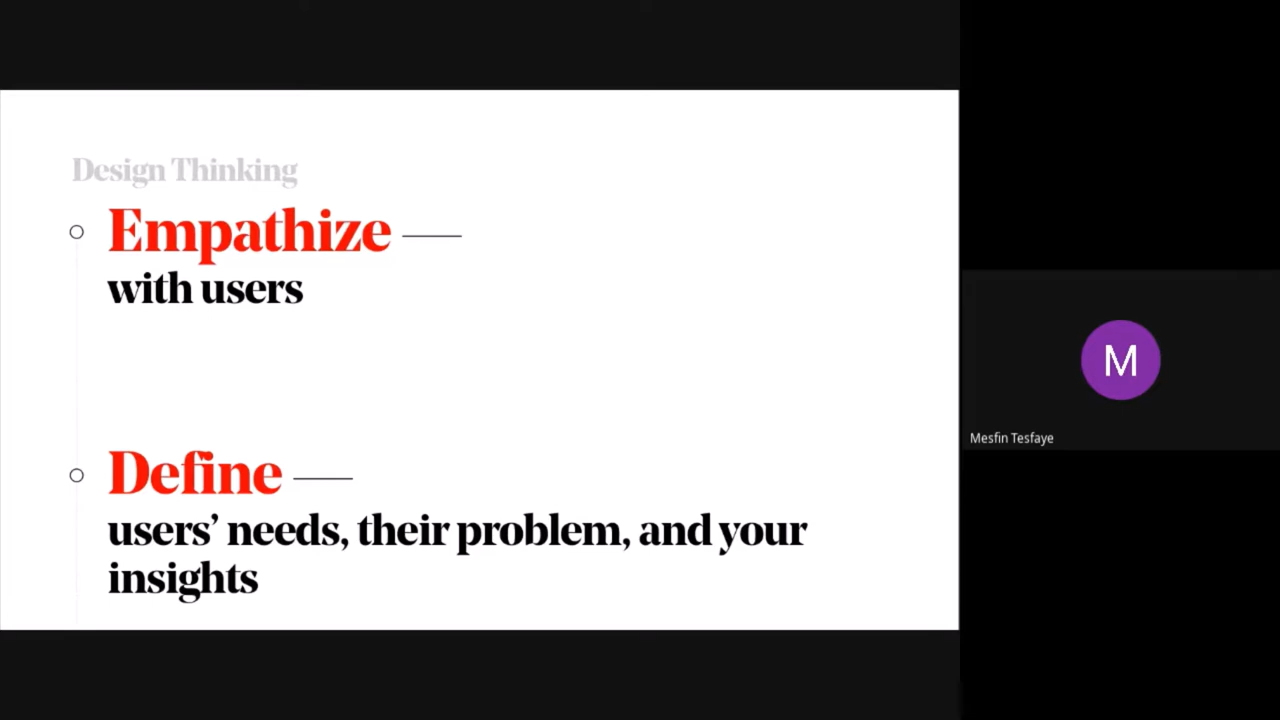 Design Thinking
Empathize
with users
Define
users’ needs, their problem, and your
insights
M
Mesfin Tesfaye